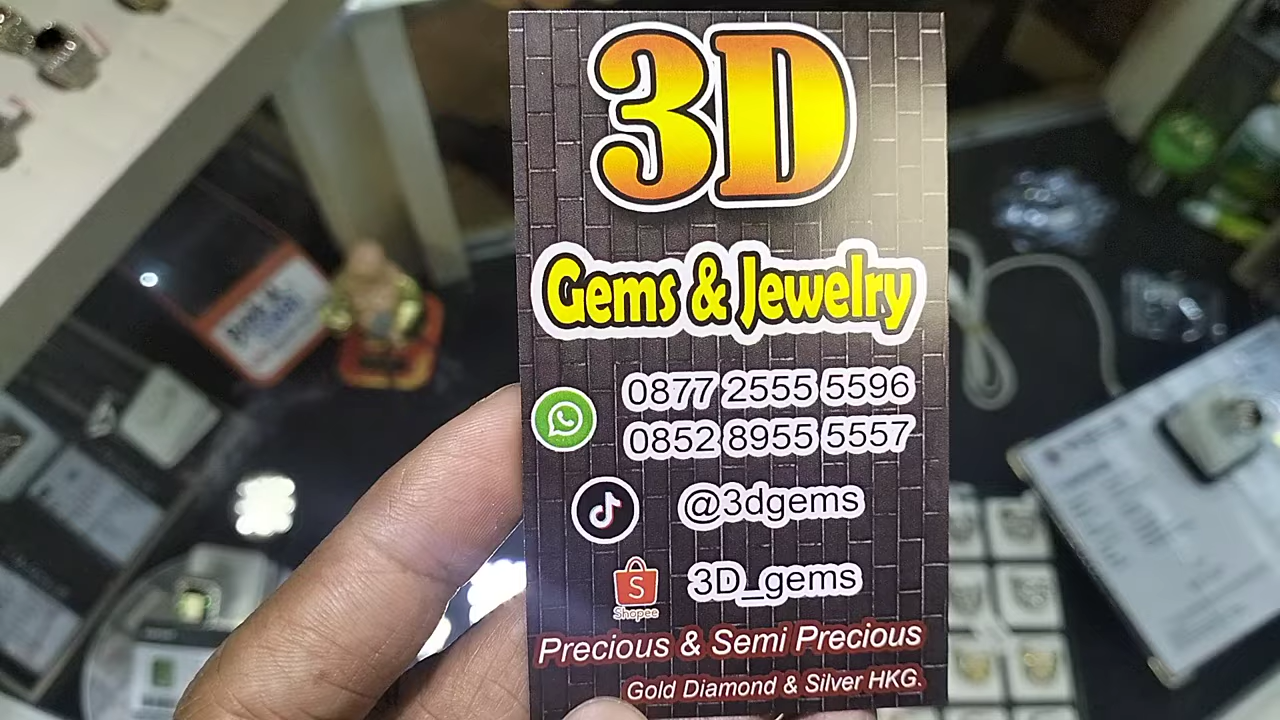 3D
Gems & Jewelry
0877 2555 5596
0852 8955 5557
@3dgems
3D_gems
S
Shopee
Precious & Semi Precious
Gold Diamond & Silver HKG.